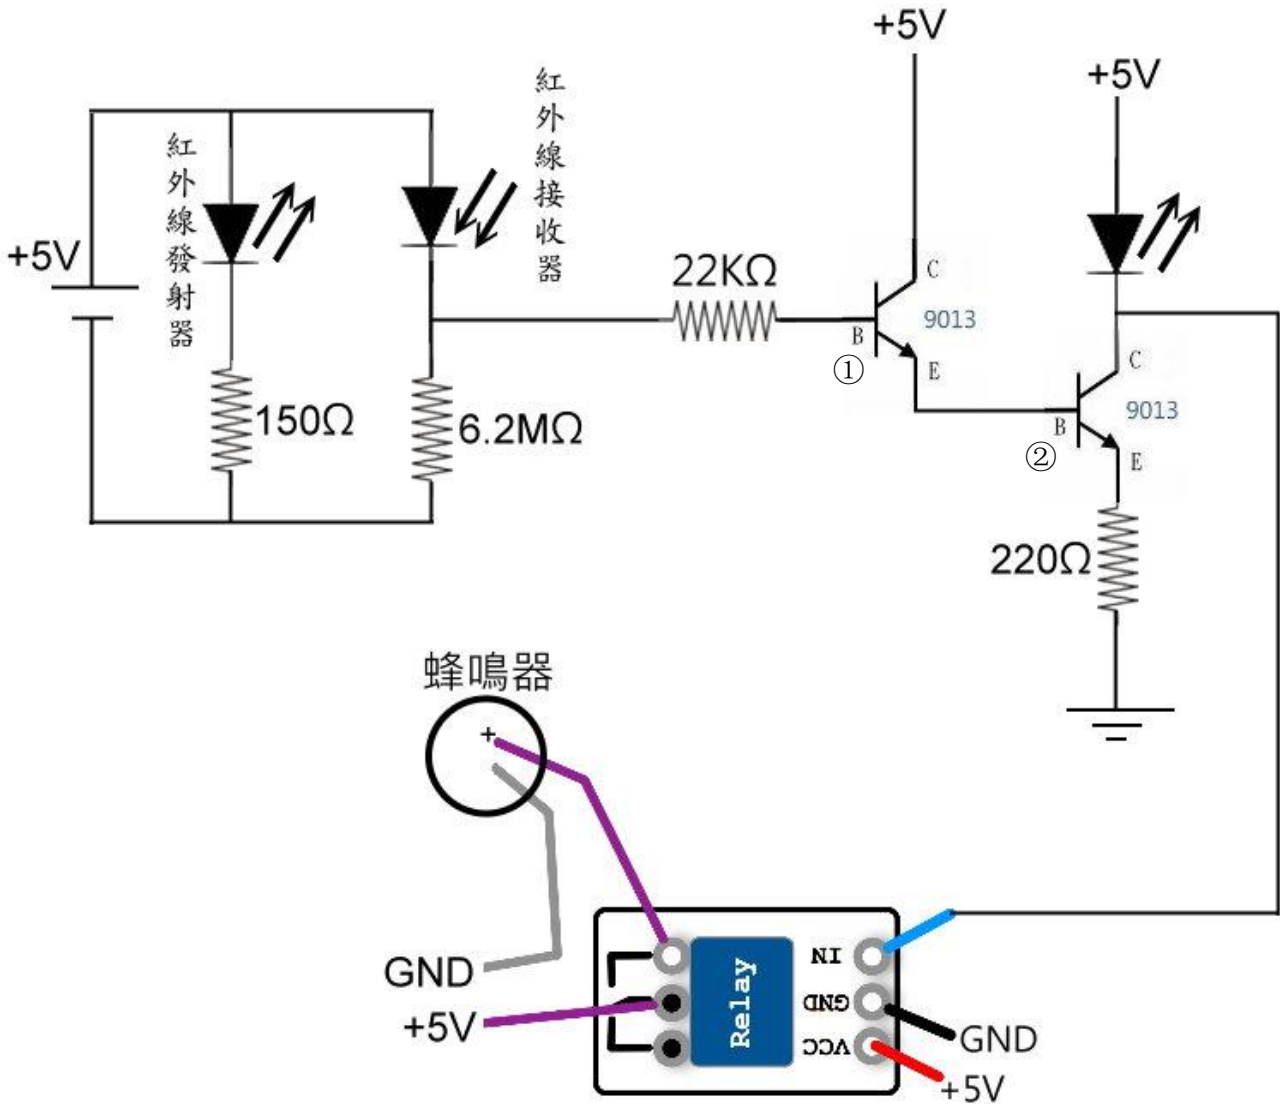 +5V
+5V
紅外線接收器
紅外線發射器
+5V
22KΩ
C
9013
B
①
E
C
9013
B
②
E
150Ω
6.2MΩ
220Ω
蜂鳴器
+
GND
+5V
Relay
IN
GND
VCC
GND
+5V